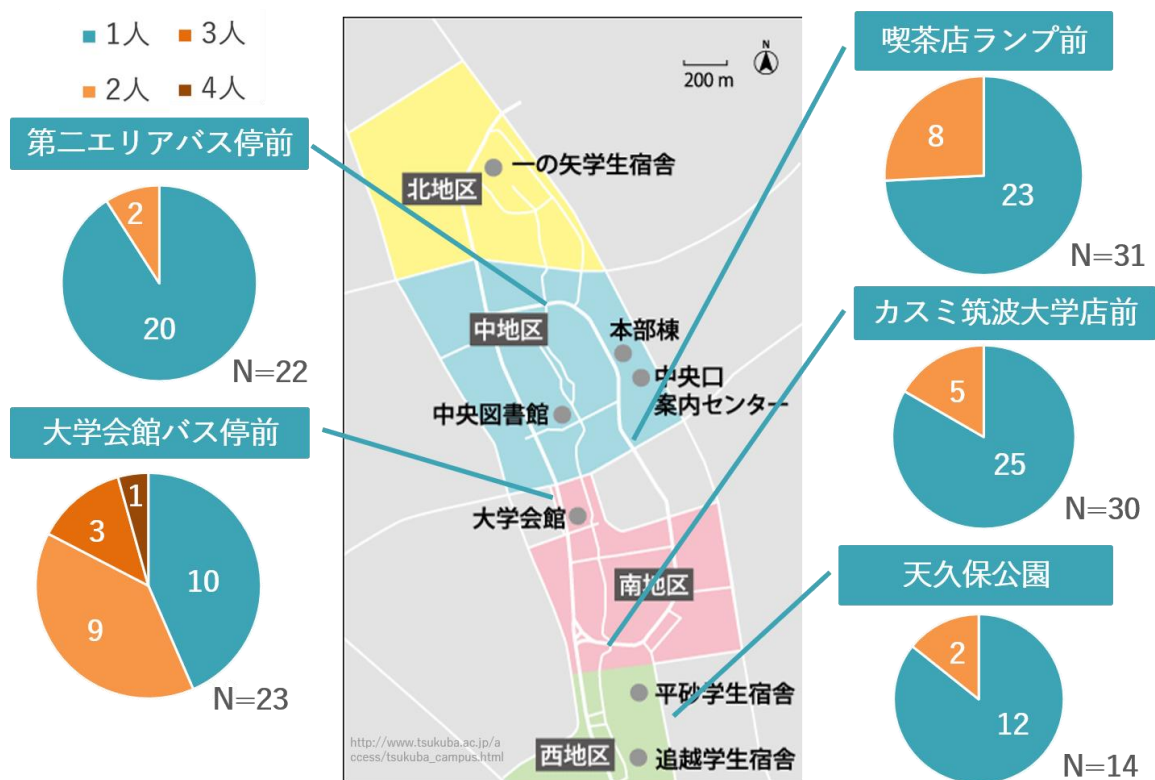 1人
3人
2人
4人
第二エリアバス停前
2
20
N=22
大学会館バス停前
1
3
10
9
N=23
N
200 m
一の矢学生宿舎
北地区
中地区
本部棟
中央口
案内センター
中央図書館
大学会館
南地区
平砂学生宿舎
西地区
追越学生宿舎
http://www.tsukuba.ac.jp/a
ccess/tsukuba_campus.html
喫茶店ランプ前
8
23
N=31
カスミ筑波大学店前
5
25
N=30
天久保公園
2
12
N=14